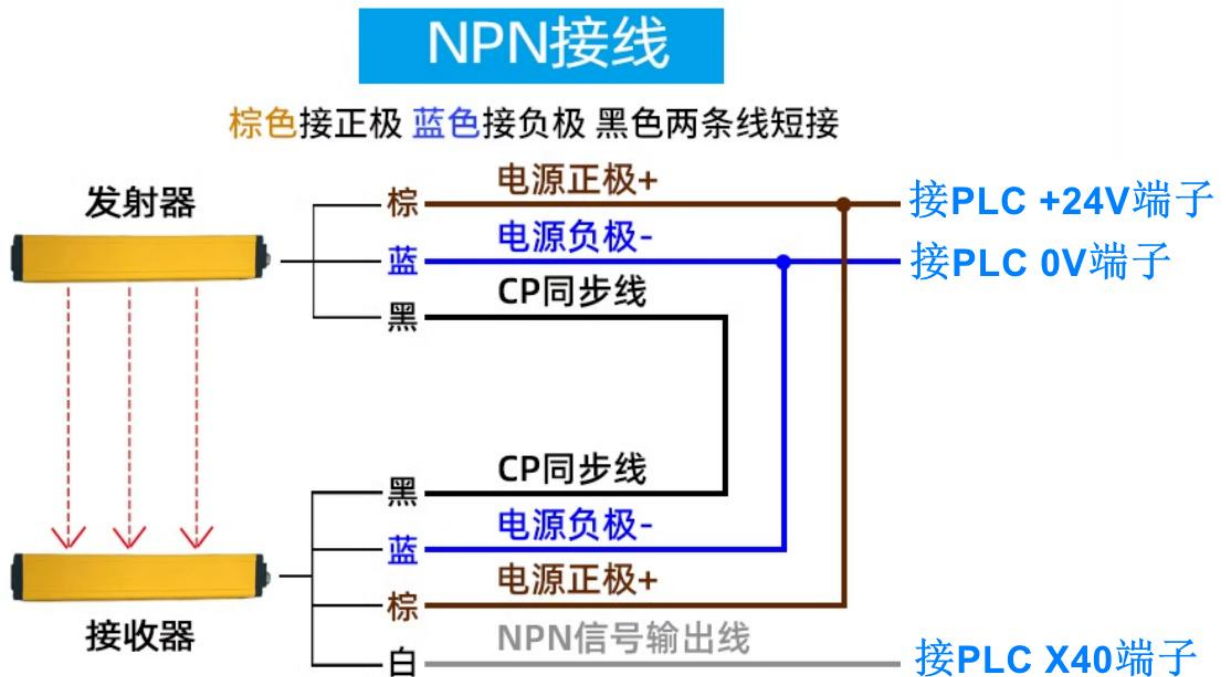 NPN接线
棕色接正极 蓝色接负极 黑色两条线短接
发射器
棕 电源正极+ 接PLC +24V端子
蓝 电源负极- 接PLC 0V端子
黑 CP同步线
黑 CP同步线
蓝 电源负极-
棕 电源正极+
接收器
白 NPN信号输出线 接PLC X40端子